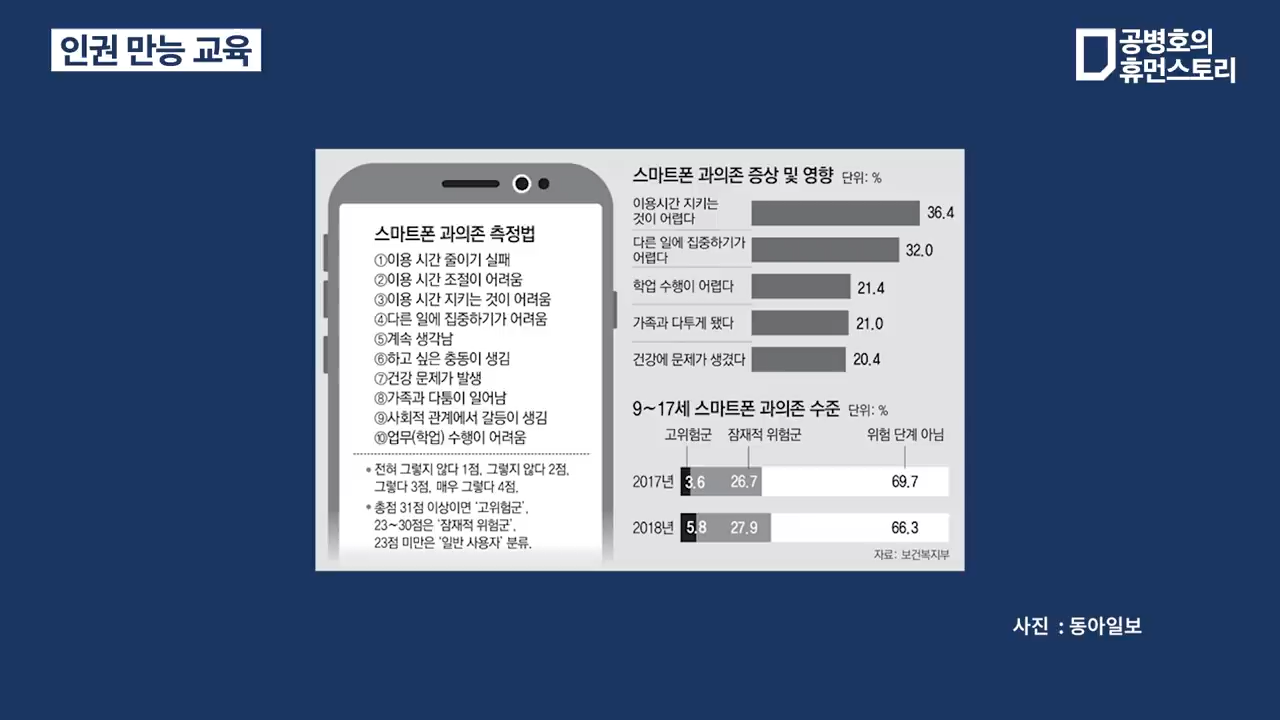 인권 만능 교육
공병호의
휴먼스토리
스마트폰 과의존 측정법
①이용 시간 줄이기 실패
②이용 시간 조절이 어려움
③이용 시간 지키는 것이 어려움
④다른 일에 집중하기가 어려움
⑤계속 생각남
⑥하고 싶은 충동이 생김
⑦건강 문제가 발생
⑧가족과 다툼이 일어남
⑨사회적 관계에서 갈등이 생김
⑩업무(학업) 수행이 어려움
• 전혀 그렇지 않다 1점, 그렇지 않다 2점,
그렇다 3점, 매우 그렇다 4점.
• 총점 31점 이상이면 '고위험군',
23~30점은 '잠재적 위험군',
23점 미만은 '일반 사용자' 분류.
스마트폰 과의존 증상 및 영향 단위: %
이용시간 지키는
것이 어렵다 36.4
다른 일에 집중하기가
어렵다 32.0
학업 수행이 어렵다 21.4
가족과 다투게 됐다 21.0
건강에 문제가 생겼다 20.4
9~17세 스마트폰 과의존 수준 단위: %
고위험군 잠재적 위험군 위험 단계 아님
2017년 3.6 26.7 69.7
2018년 5.8 27.9 66.3
자료: 보건복지부
사진 : 동아일보